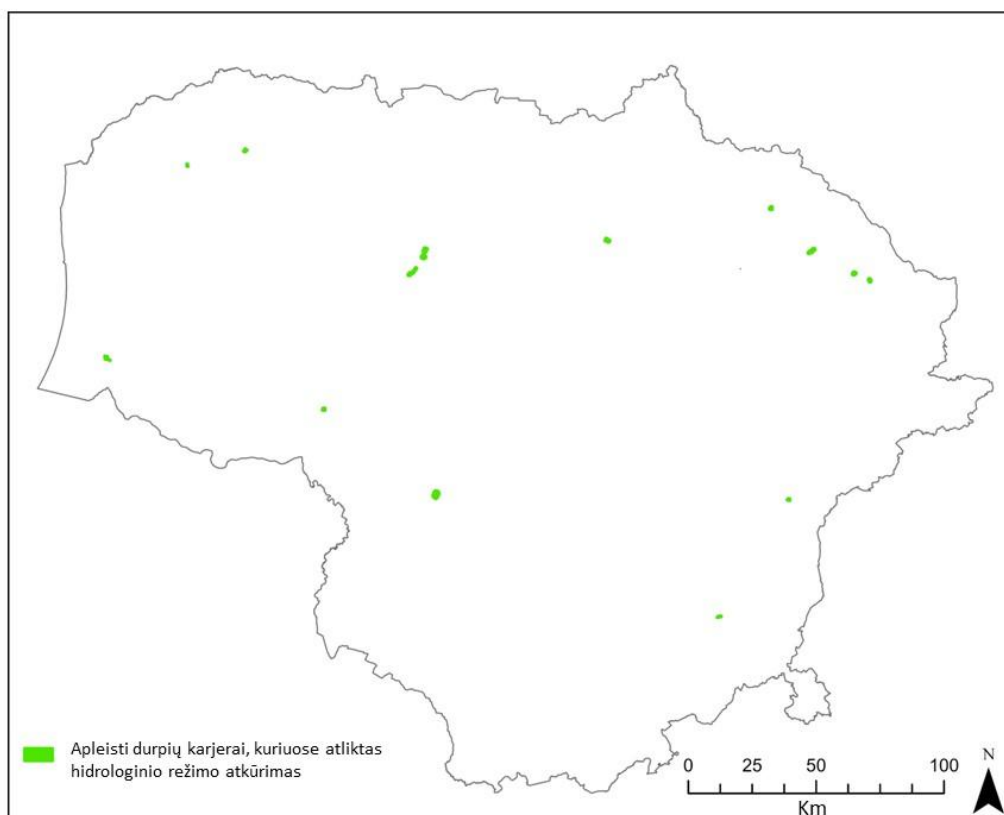 Apleisti durpių karjerai, kuriuose atliktas
hidrologinio režimo atkūrimas
0 25 50 100
Km
N